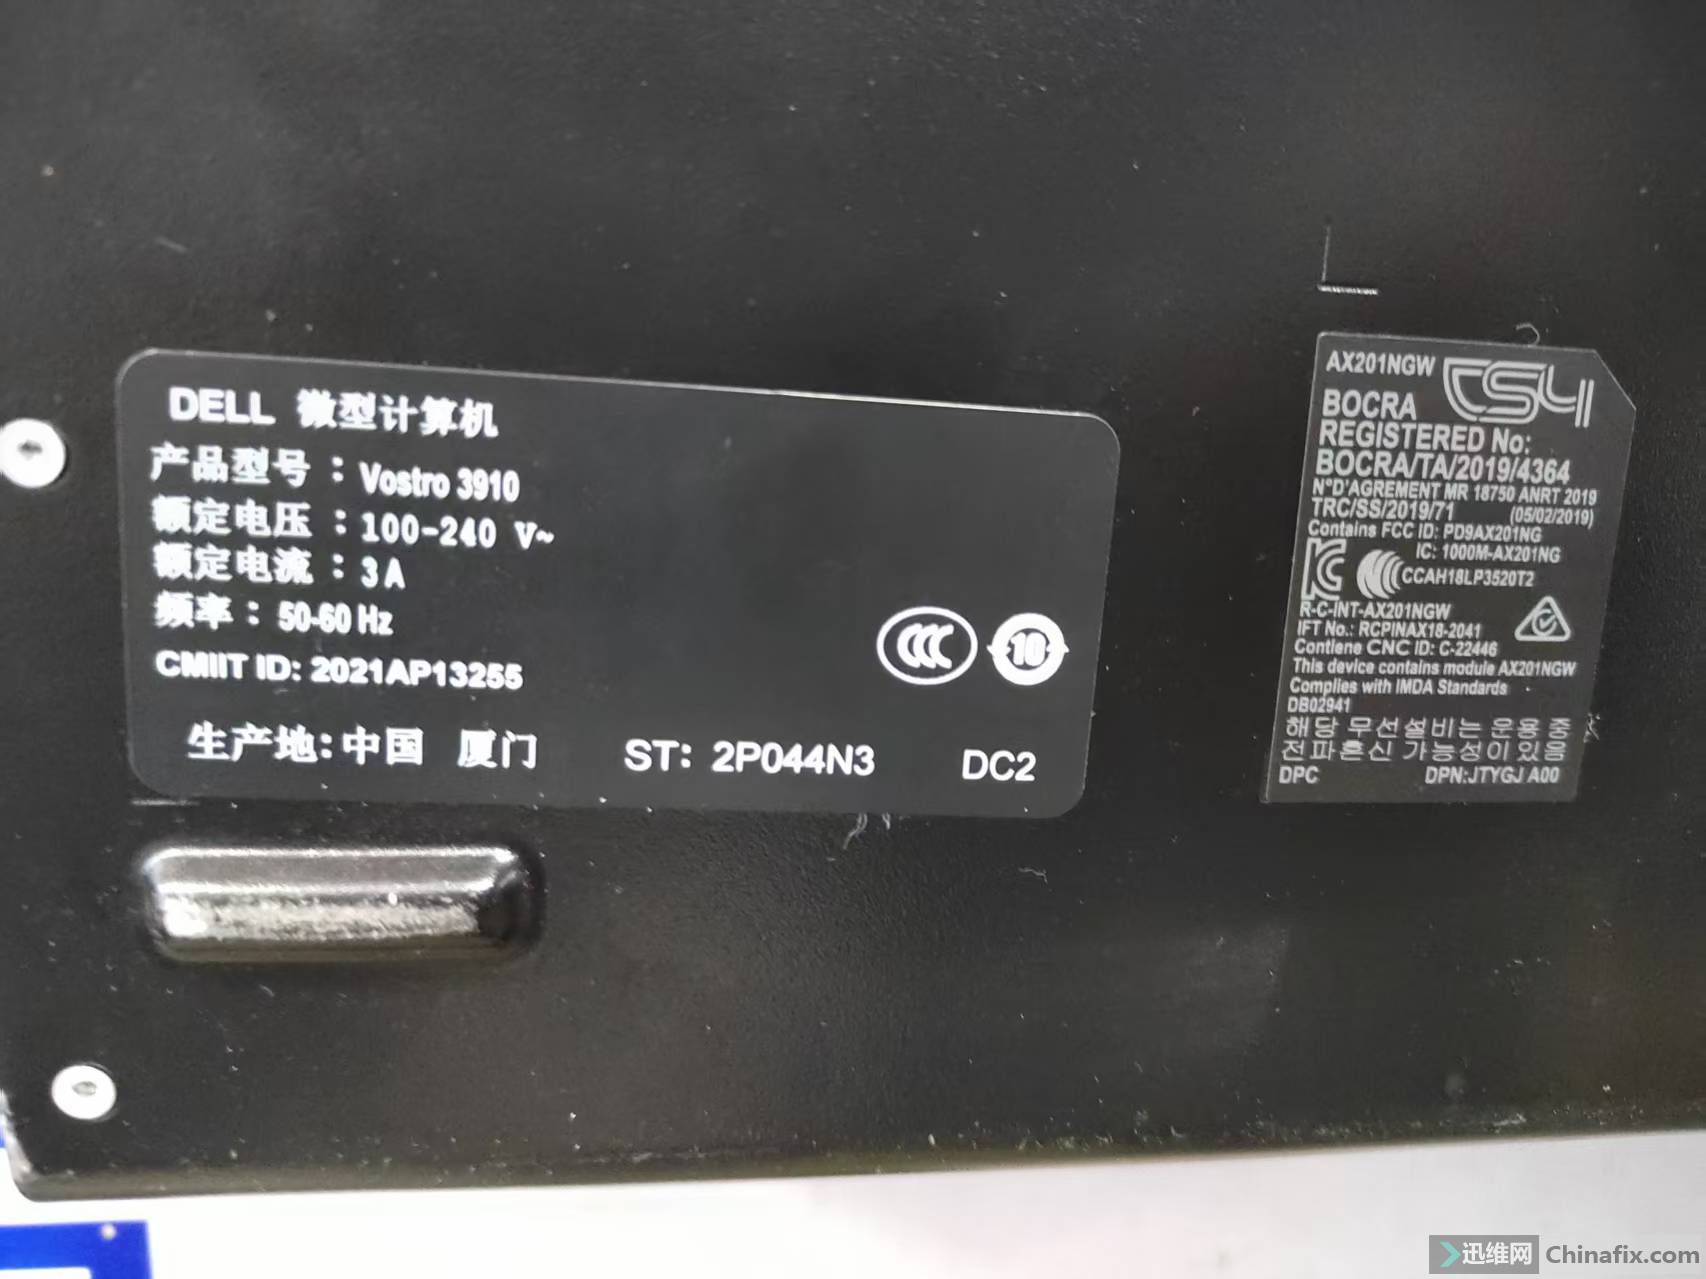 DELL 微型计算机
产品型号：Vostro 3910
额定电压：100-240 V~
额定电流：3A
频率：50-60 Hz
CMIIT ID: 2021AP13255
CCC
10
生产地:中国 厦门 ST: 2P044N3 DC2
AX201NGW
BOCRA
REGISTERED No:
BOCRA/TA/2019/4364
N°D'AGREMENT MR 18750 ANRT 2019
TRC/SS/2019/71 (05/02/2019)
Contains FCC ID: PD9AX201NG
IC: 1000M-AX201NG
CCAH18LP3520T2
R-C-INT-AX201NGW
IFT No.: RCPINAX18-2041
Contiene CNC ID: C-22446
This device contains module AX201NGW
Complies with IMDA Standards
DB02941
해당 무선설비는 운용 중
전파혼신 가능성이 있음
DPC DPN:JTYGJ A00
迅维网 Chinafix.com